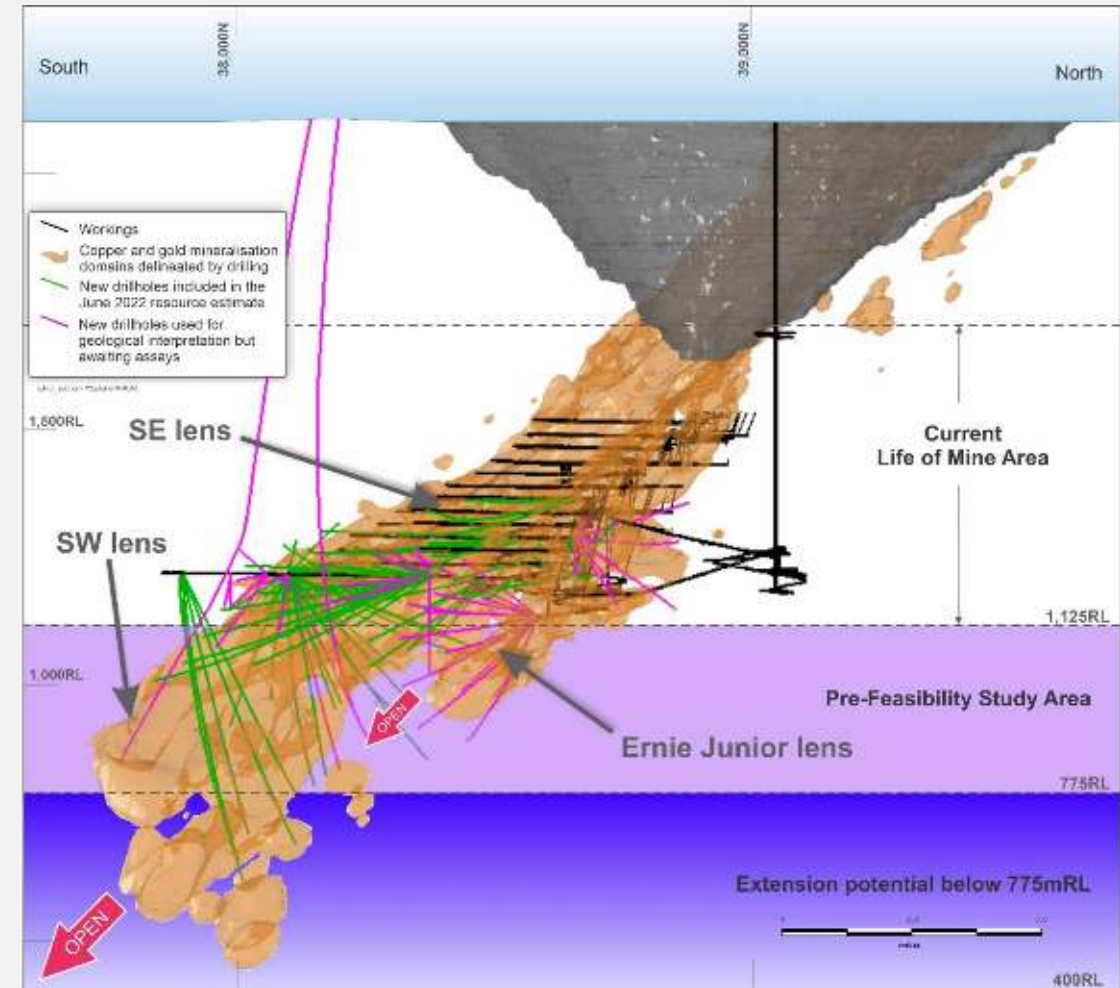 38,000N
39,000N
South
North
Workings
Copper and gold mineralisation
domains delineated by drilling
New drillholes included in the
June 2022 resource estimate
New drillholes used for
geological interpretation but
awaiting assays
1,500RL
SE lens
Current
Life of Mine Area
SW lens
1,125RL
1,000RL
Pre-Feasibility Study Area
OPEN
Ernie Junior lens
775RL
Extension potential below 775mRL
OPEN
400RL